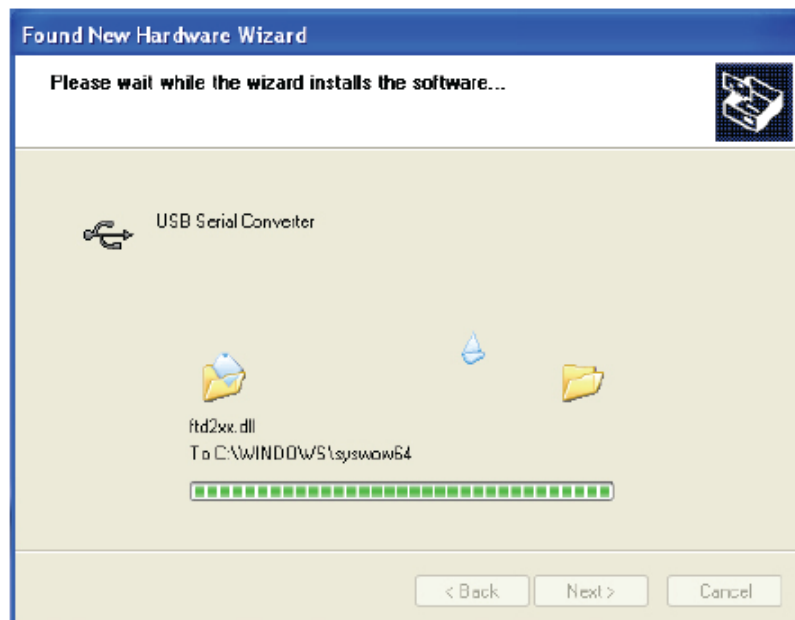 Found New Hardware Wizard
Please wait while the wizard installs the software...
USB Serial Converter
ftd2xx.dll
To C:\WINDOWS\syswow64
< Back
Next >
Cancel